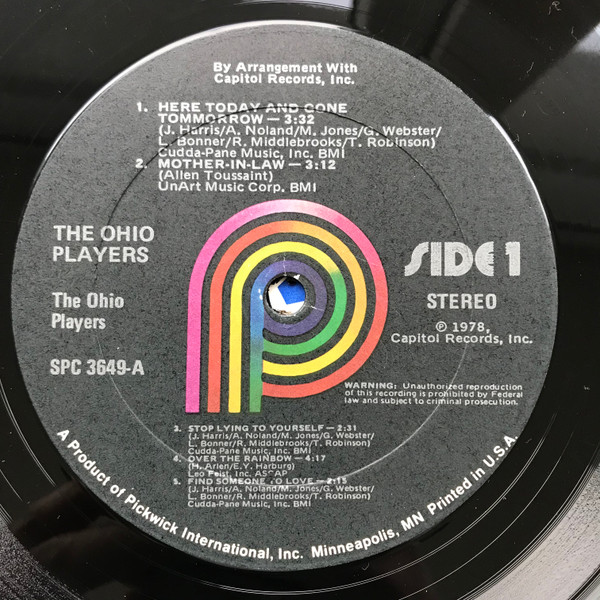 By Arrangement With
Capitol Records, Inc.
1. HERE TODAY AND GONE
TOMMORROW — 3:32
(J. Harris/A. Noland/M. Jones/G. Webster/
L. Bonner/R. Middlebrooks/T. Robinson)
Cudda-Pane Music, Inc. BMI
2. MOTHER-IN-LAW — 3:12
(Allen Toussaint)
UnArt Music Corp. BMI
THE OHIO
PLAYERS
The Ohio
Players
SPC 3649-A
SIDE 1
STEREO
℗ 1978,
Capitol Records, Inc.
WARNING: Unauthorized reproduction
of this recording is prohibited by Federal
law and subject to criminal prosecution.
3. STOP LYING TO YOURSELF — 2:31
(J. Harris/A. Noland/M. Jones/G. Webster/
L. Bonner/R. Middlebrooks/T. Robinson)
Cudda-Pane Music, Inc. BMI
4. OVER THE RAINBOW — 4:17
(H. Arlen/E.Y. Harburg)
Leo Feist, Inc. ASCAP
5. FIND SOMEONE TO LOVE — 2:15
(J. Harris/A. Noland/M. Jones/G. Webster/
L. Bonner/R. Middlebrooks/T. Robinson)
Cudda-Pane Music, Inc. BMI
A Product of Pickwick International, Inc. Minneapolis, MN Printed in U.S.A.